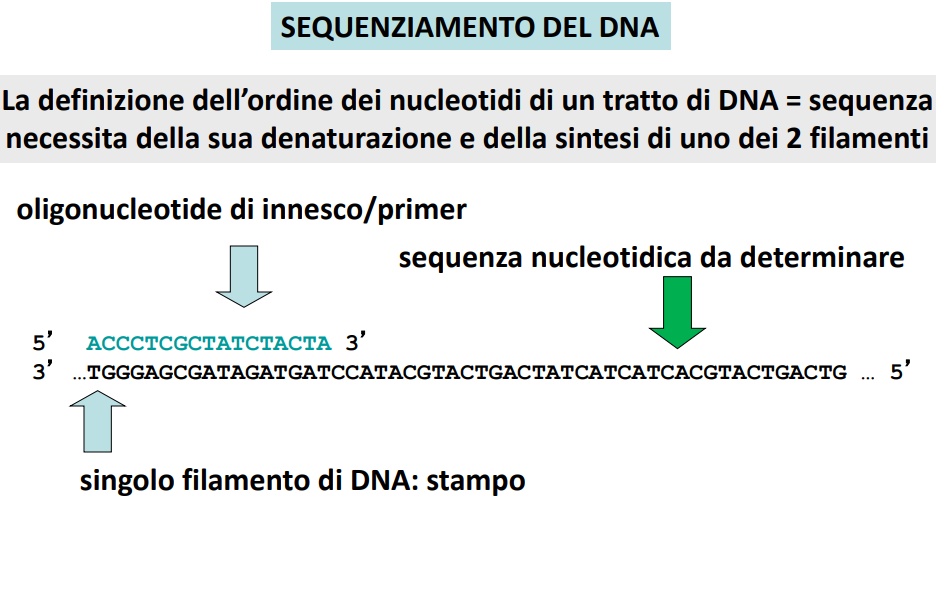 SEQUENZIAMENTO DEL DNA
La definizione dell’ordine dei nucleotidi di un tratto di DNA = sequenza
necessita della sua denaturazione e della sintesi di uno dei 2 filamenti
oligonucleotide di innesco/primer
sequenza nucleotidica da determinare
5’ ACCCTCGCTATCTACTA 3’
3’ …TGGGAGCGATAGATGATCCATACGTACTGACTATCATCATCACGTACTGACTG … 5’
singolo filamento di DNA: stampo